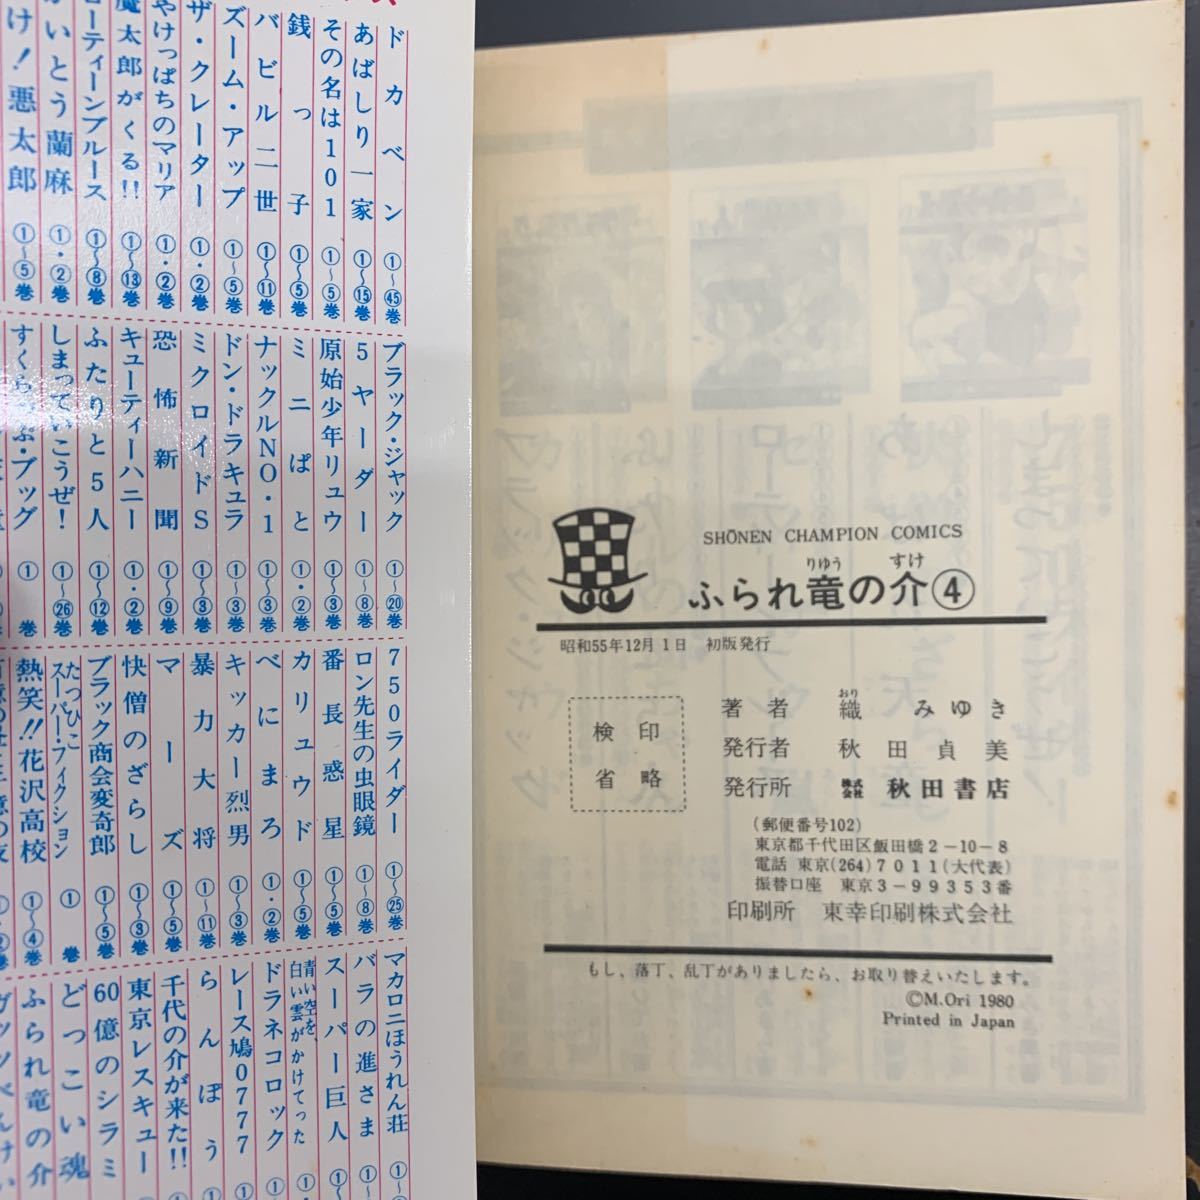 ドカベン ①〜㊺巻
あばしり一家 ①〜⑮巻
その名は101 ①〜⑤巻
銭っ子 ①〜⑤巻
バビル二世 ①〜⑪巻
ズーム・アップ ①〜⑤巻
ザ・クレーター ①・②巻
やけっぱちのマリア ①・②巻
魔太郎がくる!! ①〜⑬巻
ローティーンブルース ①〜⑧巻
かいとう蘭麻 ①・②巻
け!悪太郎 ①〜⑤巻
ブラック・ジャック ①〜⑳巻
5ヤーダー ①〜⑧巻
原始少年リュウ ①〜③巻
ミニぱと ①・②巻
ナックルNO・1 ①〜③巻
ドン・ドラキュラ ①〜③巻
ミクロイドS ①〜③巻
恐怖新聞 ①〜⑨巻
キューティーハニー ①・②巻
ふたりと5人 ①〜⑫巻
しまっていこうぜ! ①〜㉖巻
すくらっぷ・ブック ① 巻
750ライダー ①〜㉕巻
ロン先生の虫眼鏡 ①〜⑧巻
番長惑星 ①〜⑤巻
カリュウド ①〜⑤巻
べにまろ ①・②巻
キッカー烈男 ①〜③巻
暴力大将 ①〜⑪巻
マーズ ①〜⑤巻
快僧のざらし ①〜③巻
ブラック商会変奇郎 ①〜⑤巻
たつひこスーパー・フィクション ① 巻
熱笑!!花沢高校 ①〜④巻
マカロニほうれん荘 ①〜
バラの進さま ①〜
スーパー巨人 ①〜
青い空を、白い雲がかけてった ①・
ドラネコロック ①〜
レース鳩0777 ①〜
らんぽう ①〜
千代の介が来た!! ①
東京レスキュー
60億のシラミ
どっこい魂
ふられ竜の介
SHŌNEN CHAMPION COMICS
りゆう すけ
ふられ竜の介④
昭和55年12月1日 初版発行
検印
省略
おり
著者 織 みゆき
発行者 秋田貞美
発行所 株式会社 秋田書店
(郵便番号102)
東京都千代田区飯田橋2-10-8
電話 東京(264)7011(大代表)
振替口座 東京3-99353番
印刷所 東幸印刷株式会社
もし、落丁、乱丁がありましたら、お取り替えいたします。
©M.Ori 1980
Printed in Japan